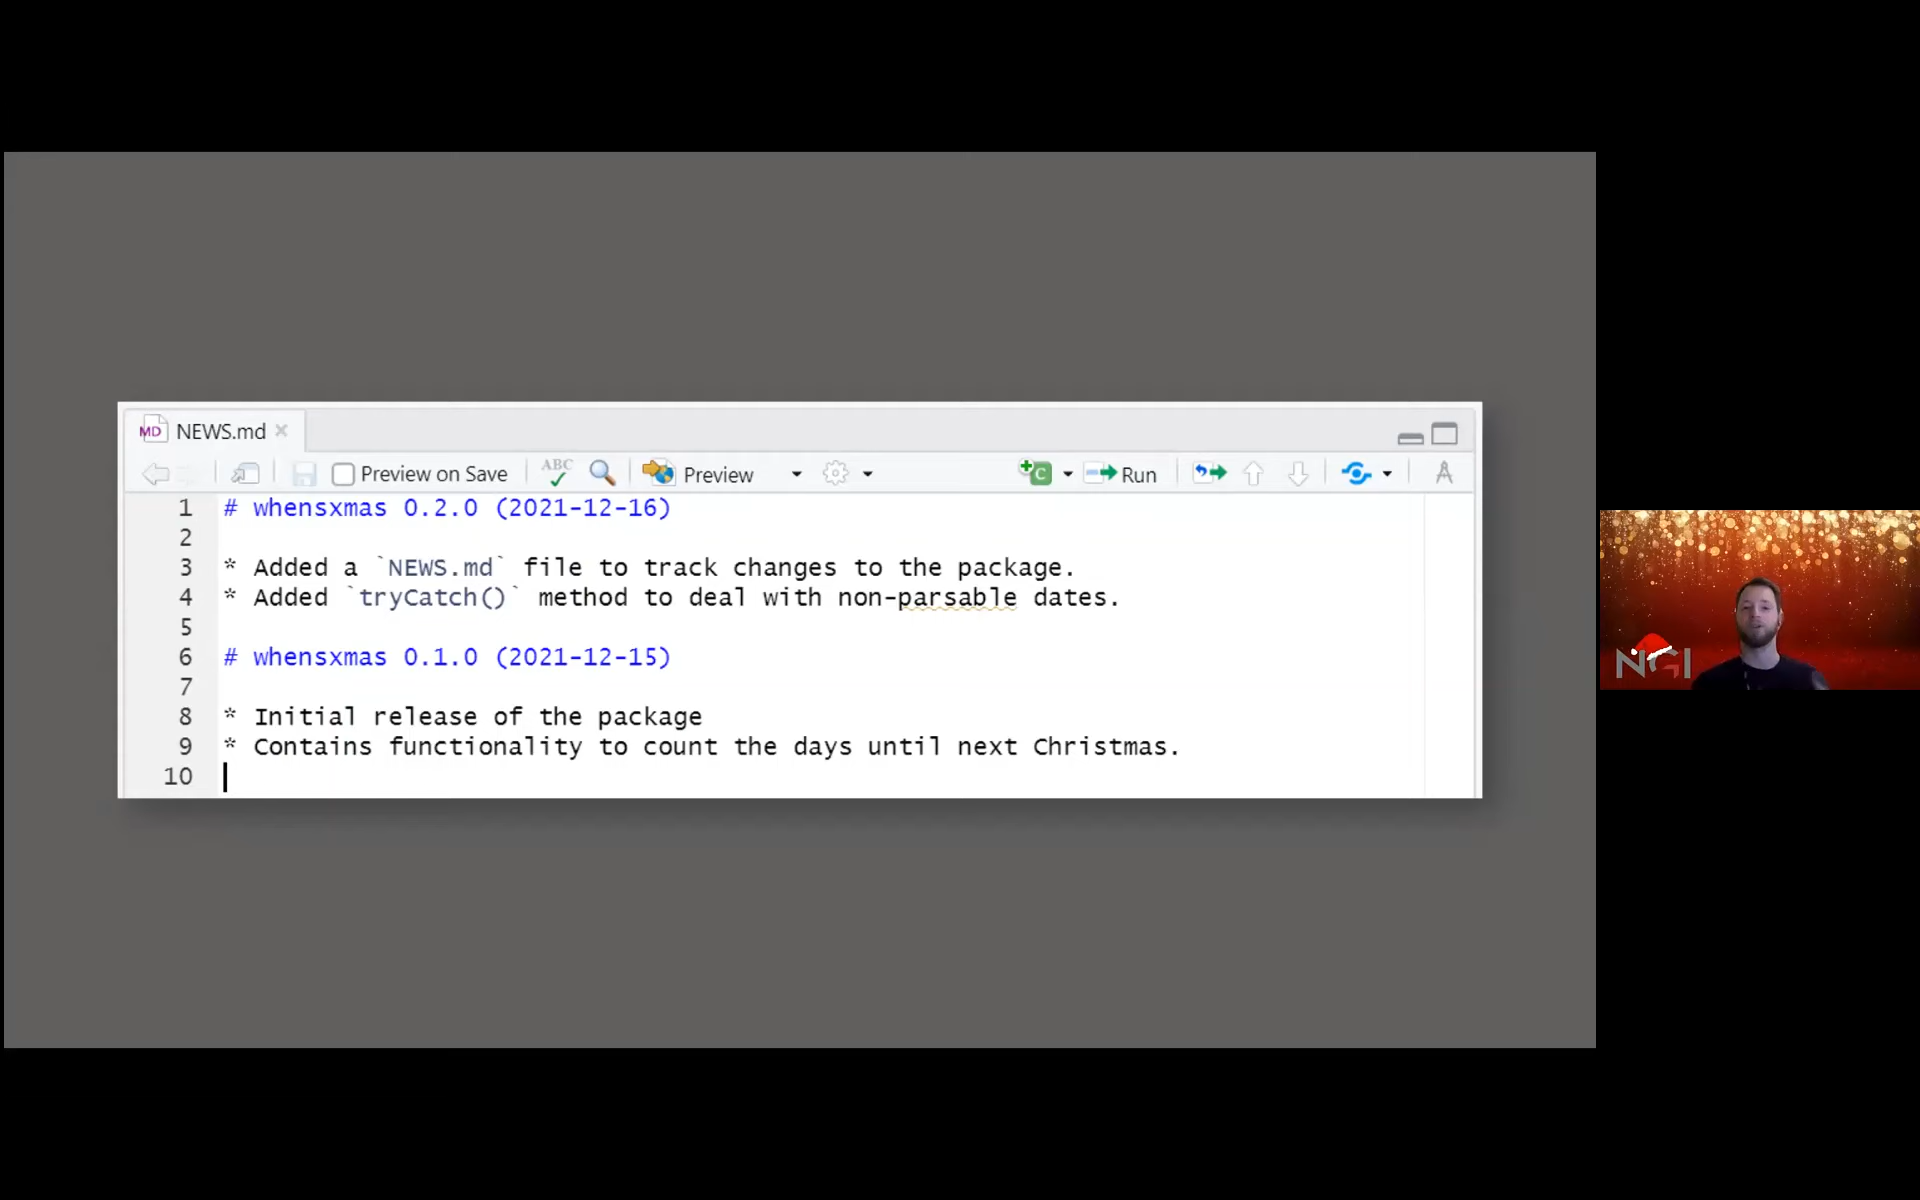 NEWS.md
Preview on Save ABC Preview Run
1 # whensxmas 0.2.0 (2021-12-16)
2
3 * Added a `NEWS.md` file to track changes to the package.
4 * Added `tryCatch()` method to deal with non-parsable dates.
5
6 # whensxmas 0.1.0 (2021-12-15)
7
8 * Initial release of the package
9 * Contains functionality to count the days until next Christmas.
10
NGI